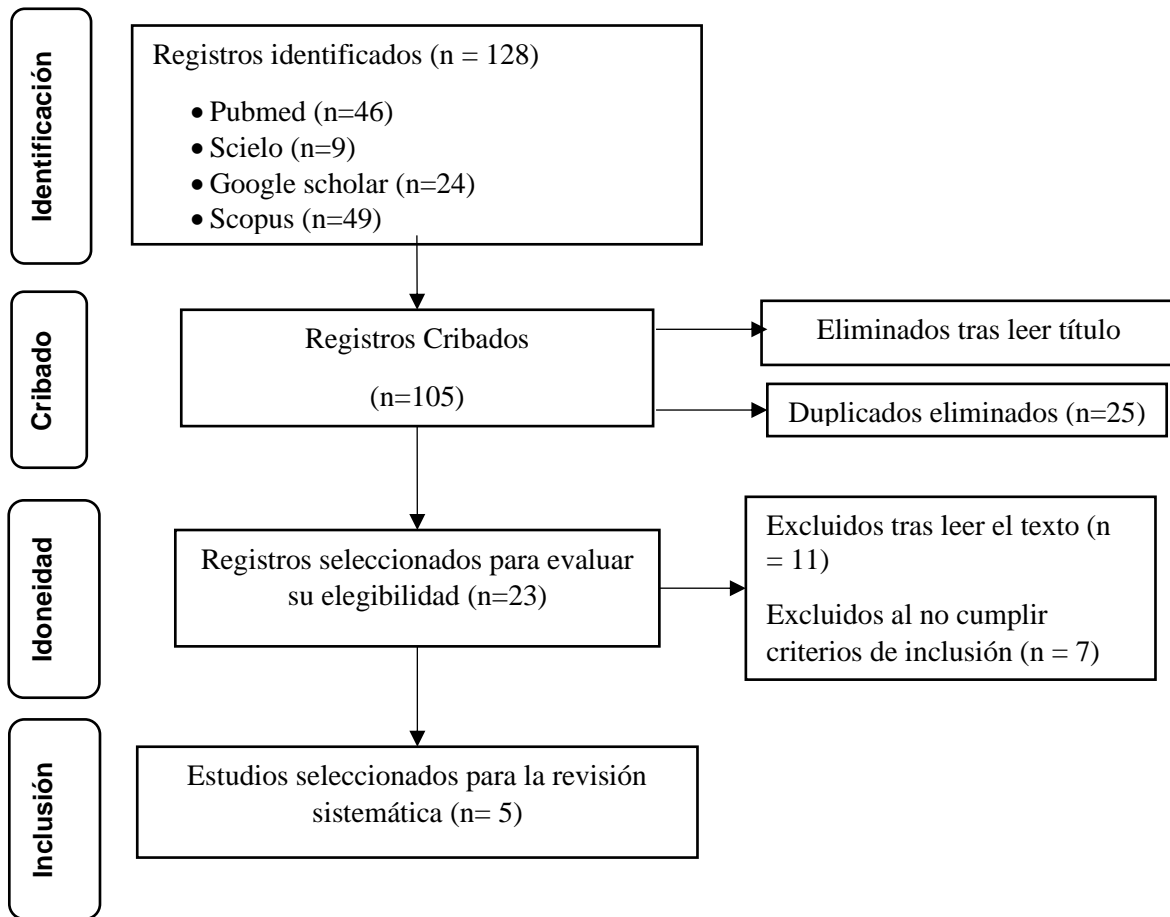 Identificación
Registros identificados (n = 128)
• Pubmed (n=46)
• Scielo (n=9)
• Google scholar (n=24)
• Scopus (n=49)
Cribado
Registros Cribados
(n=105)
Eliminados tras leer título
Duplicados eliminados (n=25)
Idoneidad
Registros seleccionados para evaluar
su elegibilidad (n=23)
Excluidos tras leer el texto (n
= 11)
Excluidos al no cumplir
criterios de inclusión (n = 7)
Inclusión
Estudios seleccionados para la revisión
sistemática (n= 5)